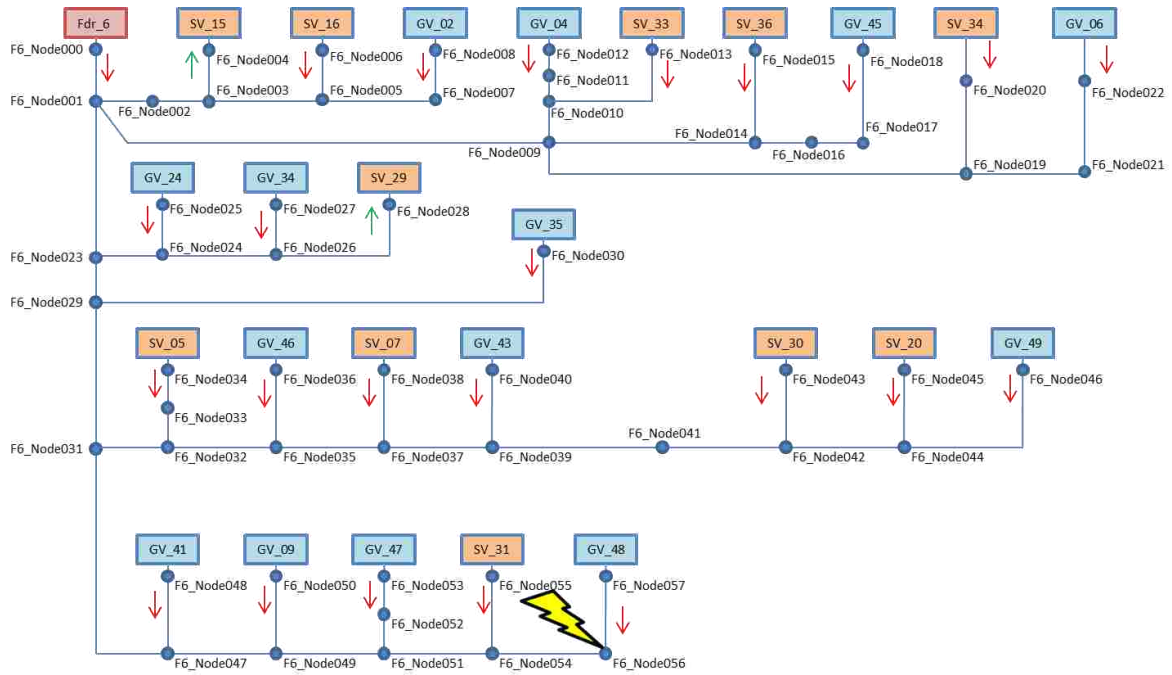 Fdr_6 SV_15 SV_16 GV_02 GV_04 SV_33 SV_36 GV_45 SV_34 GV_06
F6_Node000 F6_Node004 F6_Node006 F6_Node008 F6_Node012 F6_Node013 F6_Node015 F6_Node018
F6_Node011 F6_Node020 F6_Node022
F6_Node001 F6_Node002 F6_Node003 F6_Node005 F6_Node007 F6_Node010
F6_Node009 F6_Node014 F6_Node016 F6_Node017
F6_Node019 F6_Node021
GV_24 GV_34 SV_29
F6_Node025 F6_Node027 F6_Node028
GV_35
F6_Node023 F6_Node024 F6_Node026 F6_Node030
F6_Node029
SV_05 GV_46 SV_07 GV_43 SV_30 SV_20 GV_49
F6_Node034 F6_Node036 F6_Node038 F6_Node040 F6_Node043 F6_Node045 F6_Node046
F6_Node033
F6_Node041
F6_Node031 F6_Node032 F6_Node035 F6_Node037 F6_Node039 F6_Node042 F6_Node044
GV_41 GV_09 GV_47 SV_31 GV_48
F6_Node048 F6_Node050 F6_Node053 F6_Node055 F6_Node057
F6_Node052
F6_Node047 F6_Node049 F6_Node051 F6_Node054 F6_Node056